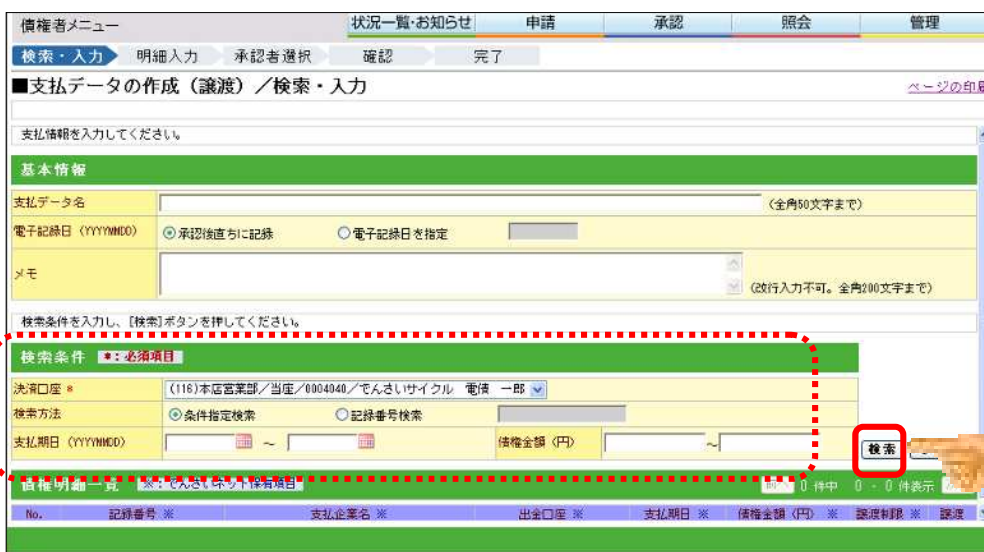 債権者メニュー 状況一覧・お知らせ 申請 承認 照会 管理
検索・入力 明細入力 承認者選択 確認 完了
■支払データの作成（譲渡）／検索・入力 ページの印刷
支払情報を入力してください。
基本情報
支払データ名 （全角50文字まで）
電子記録日（YYYYMMDD） 承認後直ちに記録 電子記録日を指定
メモ （改行入力不可。全角200文字まで）
検索条件を入力し、[検索]ボタンを押してください。
検索条件 *：必須項目
決済口座 * (116)本店営業部／当座／0004040／でんさいサイクル 電債 一郎
検索方法 条件指定検索 記録番号検索
支払期日（YYYYMMDD） ～ 債権金額（円） ～ 検索
債権明細一覧 ※：でんさいネット保有項目 前へ 0 件中 0 - 0 件表示
No. 記録番号 ※ 支払企業名 ※ 出金口座 ※ 支払期日 ※ 債権金額（円） ※ 譲渡制限 ※ 譲渡